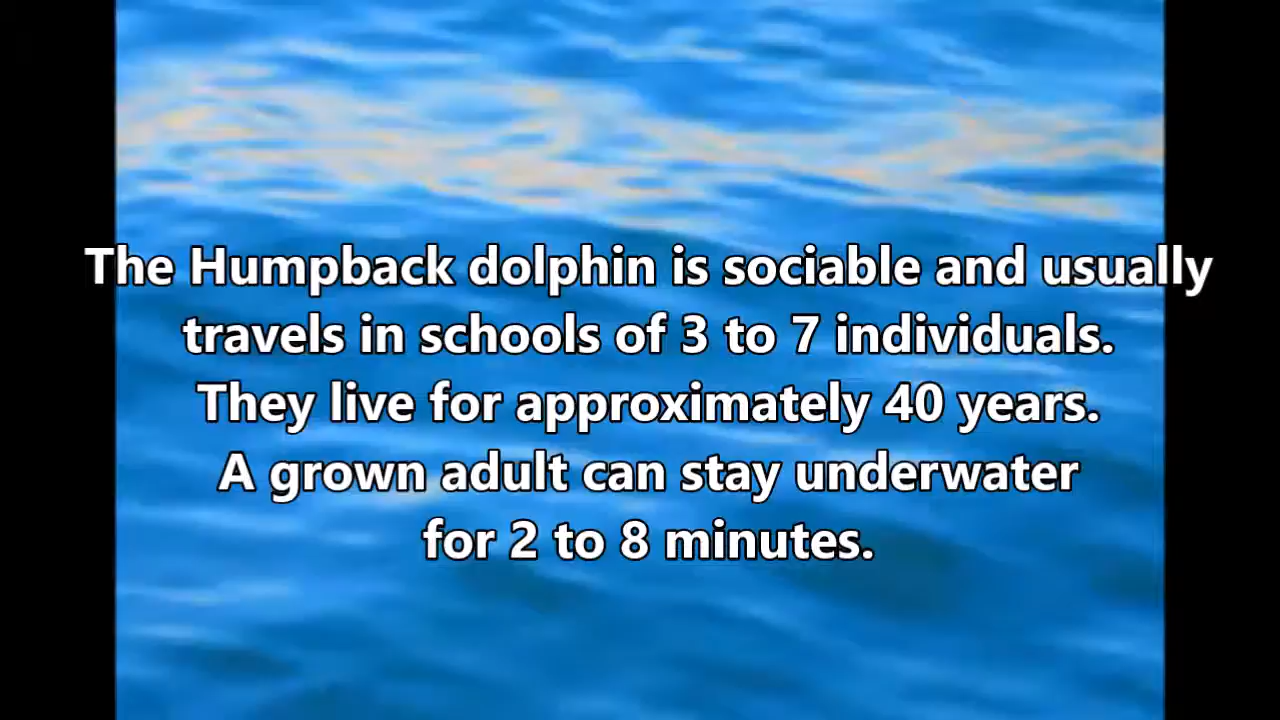 The Humpback dolphin is sociable and usually
travels in schools of 3 to 7 individuals.
They live for approximately 40 years.
A grown adult can stay underwater
for 2 to 8 minutes.